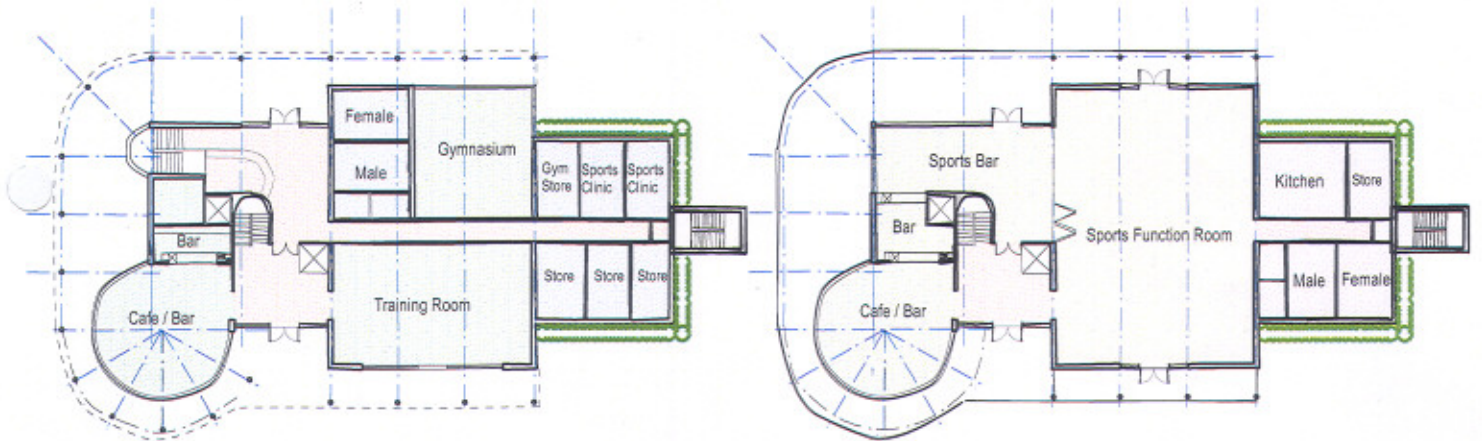 Female
Gymnasium
Male
Gym
Store
Sports
Clinic
Sports
Clinic
Bar
Store
Store
Store
Training Room
Cafe / Bar
Sports Bar
Kitchen
Store
Bar
Sports Function Room
Male
Female
Cafe / Bar